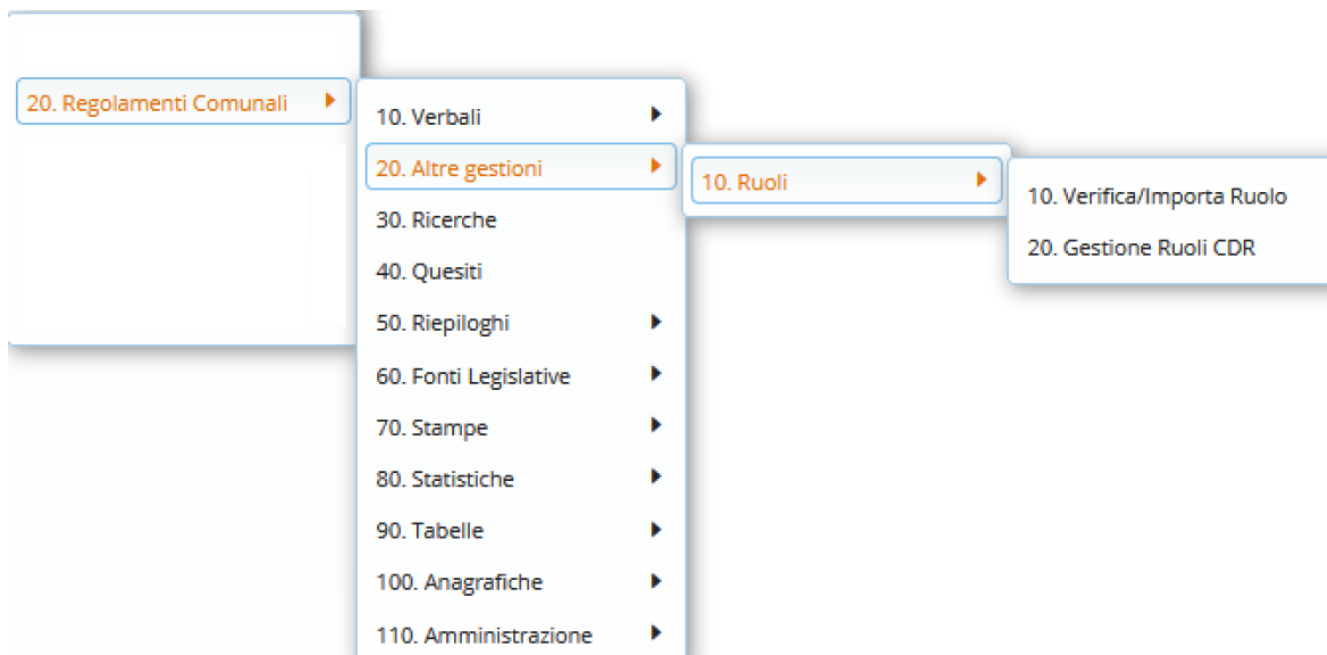 20. Regolamenti Comunali
10. Verbali
20. Altre gestioni
30. Ricerche
40. Quesiti
50. Riepiloghi
60. Fonti Legislative
70. Stampe
80. Statistiche
90. Tabelle
100. Anagrafiche
110. Amministrazione
10. Ruoli
10. Verifica/Importa Ruolo
20. Gestione Ruoli CDR